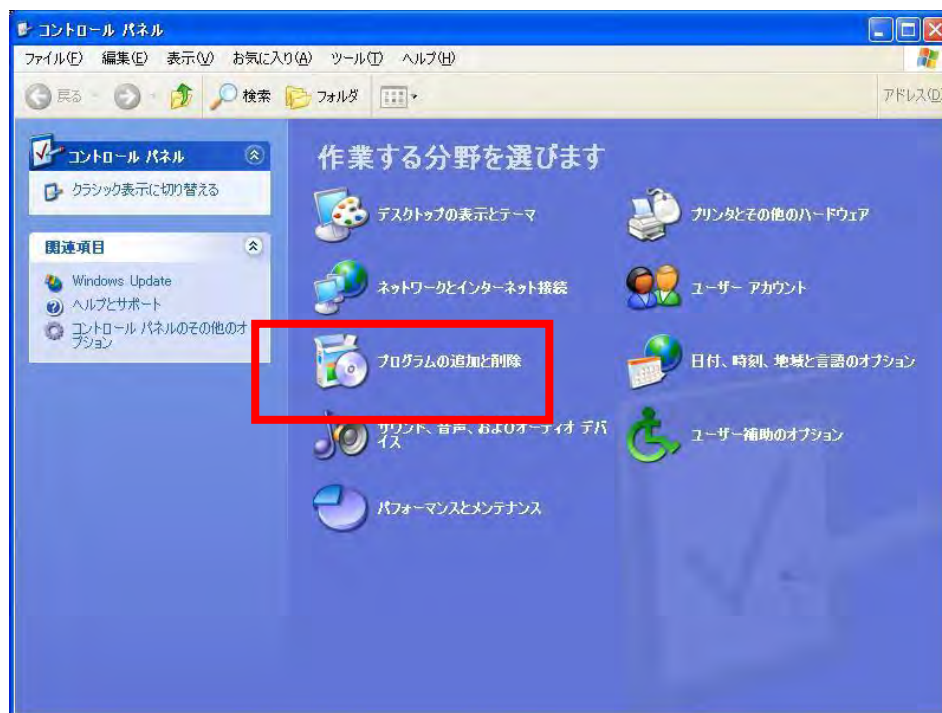 コントロール パネル
ファイル(F) 編集(E) 表示(V) お気に入り(A) ツール(T) ヘルプ(H)
戻る 検索 フォルダ アドレス(D)
コントロール パネル
クラシック表示に切り替える
関連項目
Windows Update
ヘルプとサポート
コントロール パネルのその他のオ
プション
作業する分野を選びます
デスクトップの表示とテーマ
プリンタとその他のハードウェア
ネットワークとインターネット接続
ユーザー アカウント
プログラムの追加と削除
日付、時刻、地域と言語のオプション
サウンド、音声、およびオーディオ デバ
イス
ユーザー補助のオプション
パフォーマンスとメンテナンス